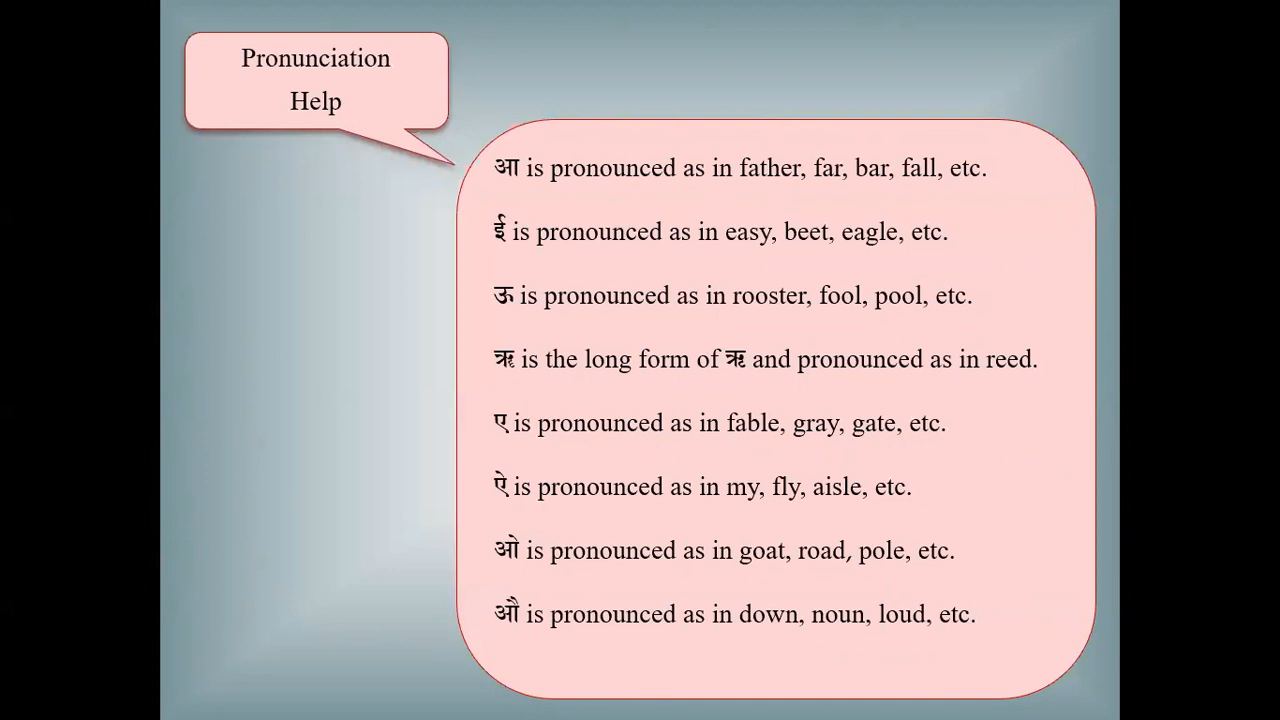 Pronunciation
Help
आ is pronounced as in father, far, bar, fall, etc.
ई is pronounced as in easy, beet, eagle, etc.
ऊ is pronounced as in rooster, fool, pool, etc.
ॠ is the long form of ऋ and pronounced as in reed.
ए is pronounced as in fable, gray, gate, etc.
ऐ is pronounced as in my, fly, aisle, etc.
ओ is pronounced as in goat, road, pole, etc.
औ is pronounced as in down, noun, loud, etc.